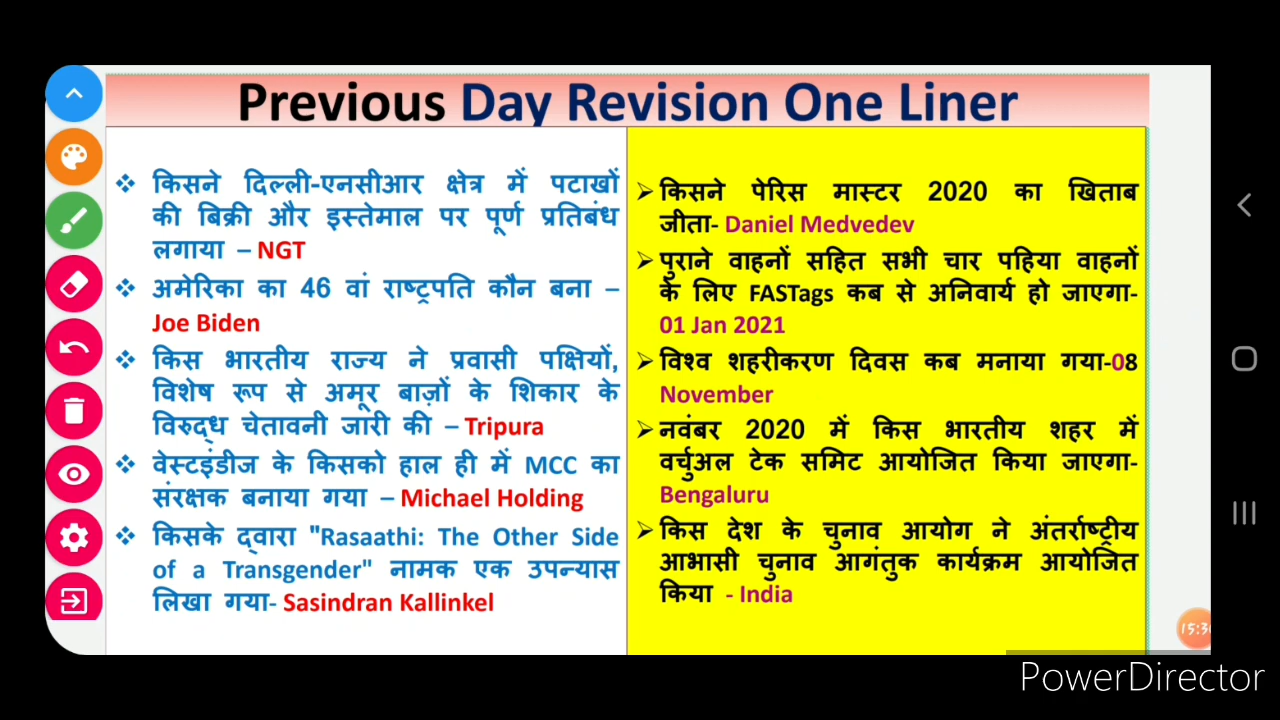 Previous Day Revision One Liner
❖ किसने दिल्ली-एनसीआर क्षेत्र में पटाखों
की बिक्री और इस्तेमाल पर पूर्ण प्रतिबंध
लगाया – NGT
❖ अमेरिका का 46 वां राष्ट्रपति कौन बना –
Joe Biden
❖ किस भारतीय राज्य ने प्रवासी पक्षियों,
विशेष रूप से अमूर बाज़ों के शिकार के
विरुद्ध चेतावनी जारी की – Tripura
❖ वेस्टइंडीज के किसको हाल ही में MCC का
संरक्षक बनाया गया – Michael Holding
❖ किसके द्वारा "Rasaathi: The Other Side
of a Transgender" नामक एक उपन्यास
लिखा गया- Sasindran Kallinkel
➢ किसने पेरिस मास्टर 2020 का खिताब
जीता- Daniel Medvedev
➢ पुराने वाहनों सहित सभी चार पहिया वाहनों
के लिए FASTags कब से अनिवार्य हो जाएगा-
01 Jan 2021
➢ विश्व शहरीकरण दिवस कब मनाया गया-08
November
➢ नवंबर 2020 में किस भारतीय शहर में
वर्चुअल टेक समिट आयोजित किया जाएगा-
Bengaluru
➢ किस देश के चुनाव आयोग ने अंतर्राष्ट्रीय
आभासी चुनाव आगंतुक कार्यक्रम आयोजित
किया - India
PowerDirector